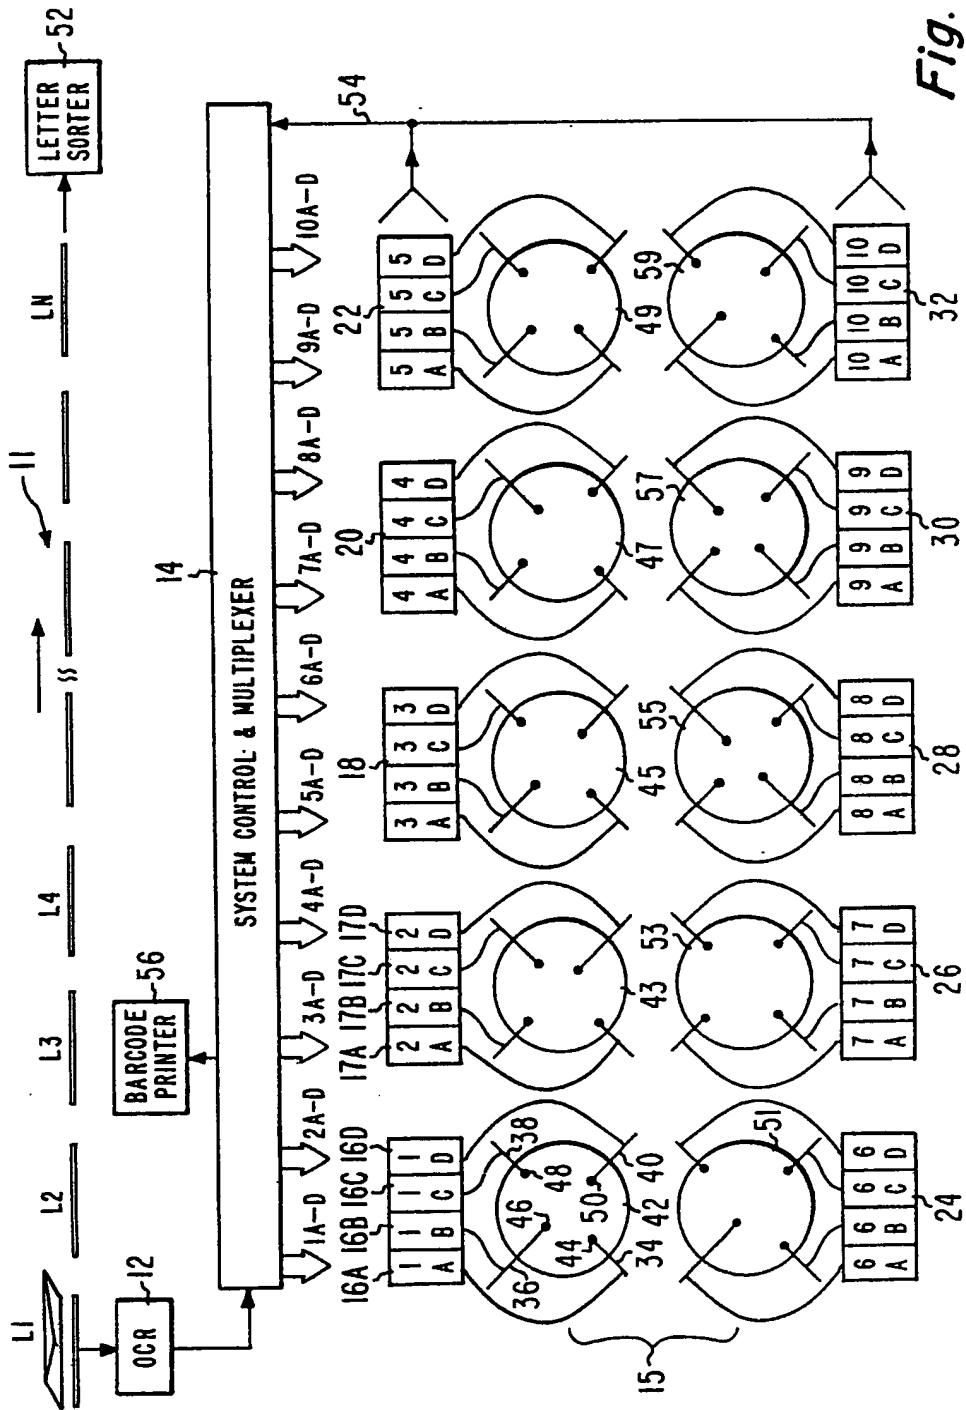 L1
L2
L3
L4
11
LN
LETTER
SORTER
52
OCR
12
BARCODE
PRINTER
56
SYSTEM CONTROL & MULTIPLEXER
14
54
1A-D
2A-D
3A-D
4A-D
5A-D
6A-D
7A-D
8A-D
9A-D
10A-D
16A 16B 16C 16D
1 1 1 1
A B C D
17A 17B 17C 17D
2 2 2 2
A B C D
18
3 3 3 3
A B C D
20
4 4 4 4
A B C D
22
5 5 5 5
A B C D
36
46
38
48
44
50
34
42
40
43
45
47
49
15
51
53
55
57
59
6 6 6 6
A B C D
24
7 7 7 7
A B C D
26
8 8 8 8
A B C D
28
9 9 9 9
A B C D
30
10 10 10 10
A B C D
32
Fig.